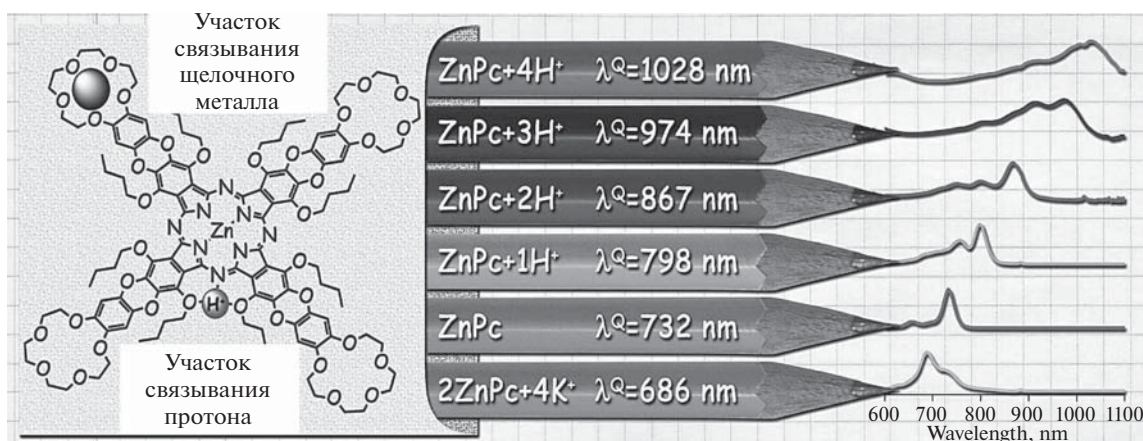 Участок
связывания
щелочного
металла
Zn
H⁺
Участок
связывания
протона
ZnPc+4H⁺ λQ=1028 nm
ZnPc+3H⁺ λQ=974 nm
ZnPc+2H⁺ λQ=867 nm
ZnPc+1H⁺ λQ=798 nm
ZnPc λQ=732 nm
2ZnPc+4K⁺ λQ=686 nm
600 700 800 900 1000 1100
Wavelength, nm